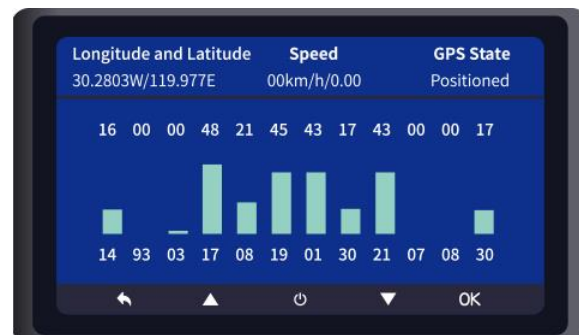 Longitude and Latitude Speed GPS State
30.2803W/119.977E 00km/h/0.00 Positioned
16 00 00 48 21 45 43 17 43 00 00 17
14 93 03 17 08 19 01 30 21 07 08 30
OK